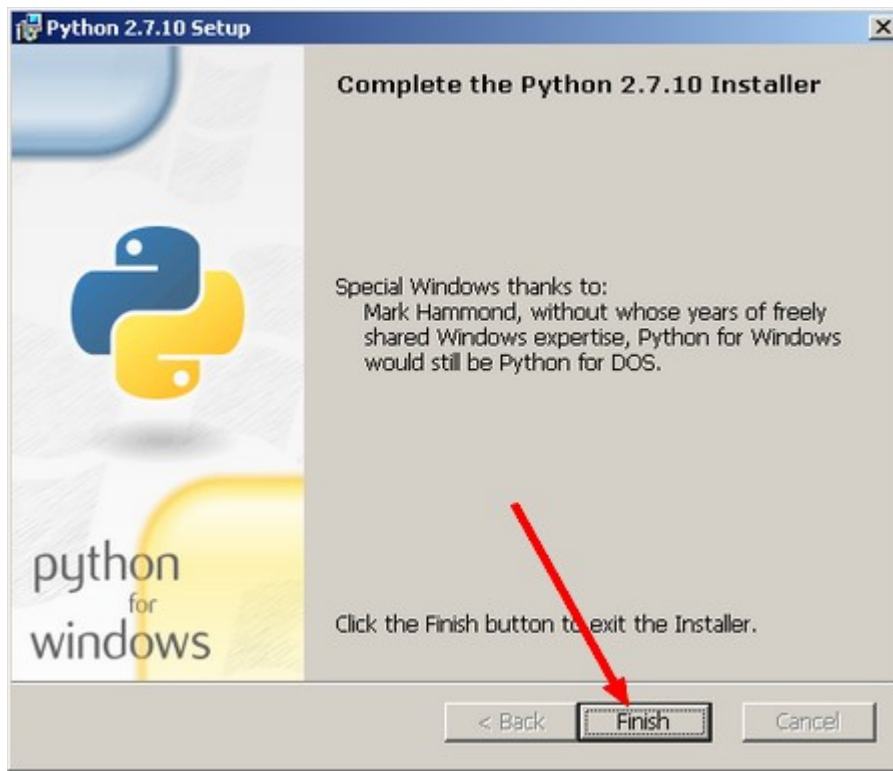 Python 2.7.10 Setup
Complete the Python 2.7.10 Installer
Special Windows thanks to:
Mark Hammond, without whose years of freely
shared Windows expertise, Python for Windows
would still be Python for DOS.
python
for
windows
Click the Finish button to exit the Installer.
< Back
Finish
Cancel